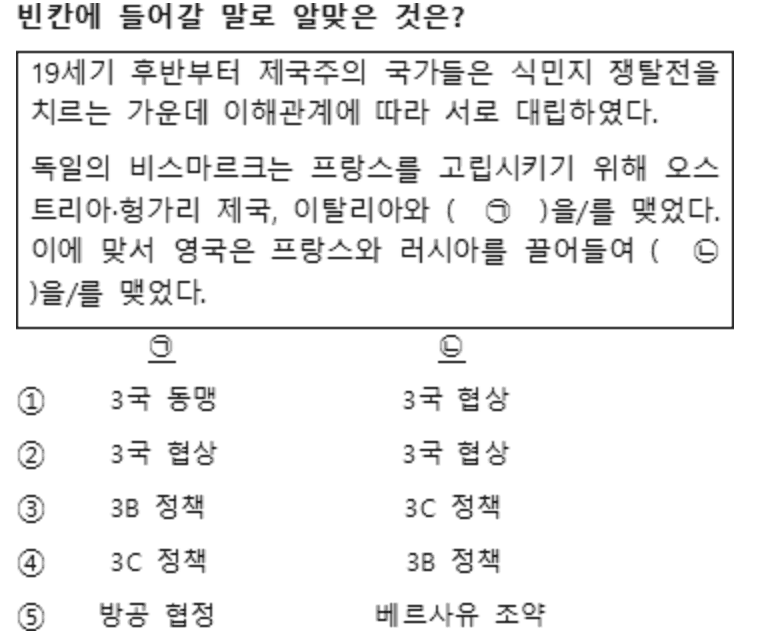 빈칸에 들어갈 말로 알맞은 것은?
19세기 후반부터 제국주의 국가들은 식민지 쟁탈전을
치르는 가운데 이해관계에 따라 서로 대립하였다.
독일의 비스마르크는 프랑스를 고립시키기 위해 오스
트리아·헝가리 제국, 이탈리아와 ( ㉠ )을/를 맺었다.
이에 맞서 영국은 프랑스와 러시아를 끌어들여 ( ㉡
)을/를 맺었다.
㉠ ㉡
① 3국 동맹 3국 협상
② 3국 협상 3국 협상
③ 3B 정책 3C 정책
④ 3C 정책 3B 정책
⑤ 방공 협정 베르사유 조약